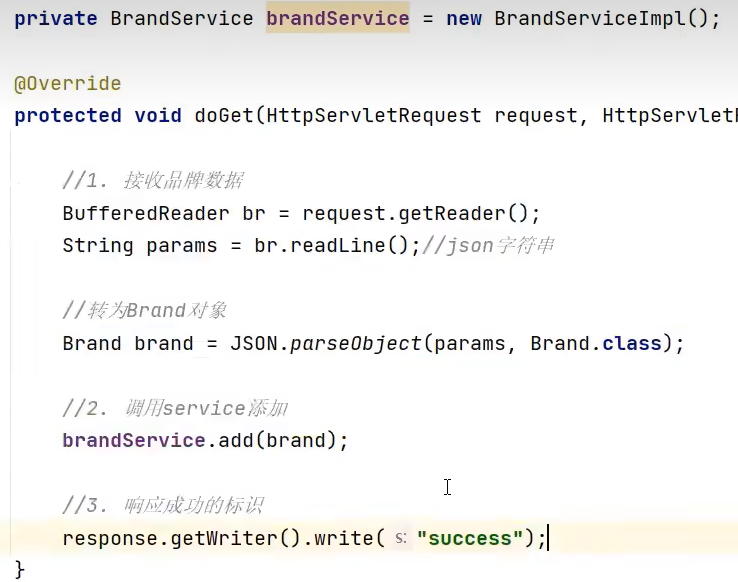 private BrandService brandService = new BrandServiceImpl();
@Override
protected void doGet(HttpServletRequest request, HttpServlet
//1. 接收品牌数据
BufferedReader br = request.getReader();
String params = br.readLine();//json字符串
//转为Brand对象
Brand brand = JSON.parseObject(params, Brand.class);
//2. 调用service添加
brandService.add(brand);
//3. 响应成功的标识
response.getWriter().write( s: "success");
}